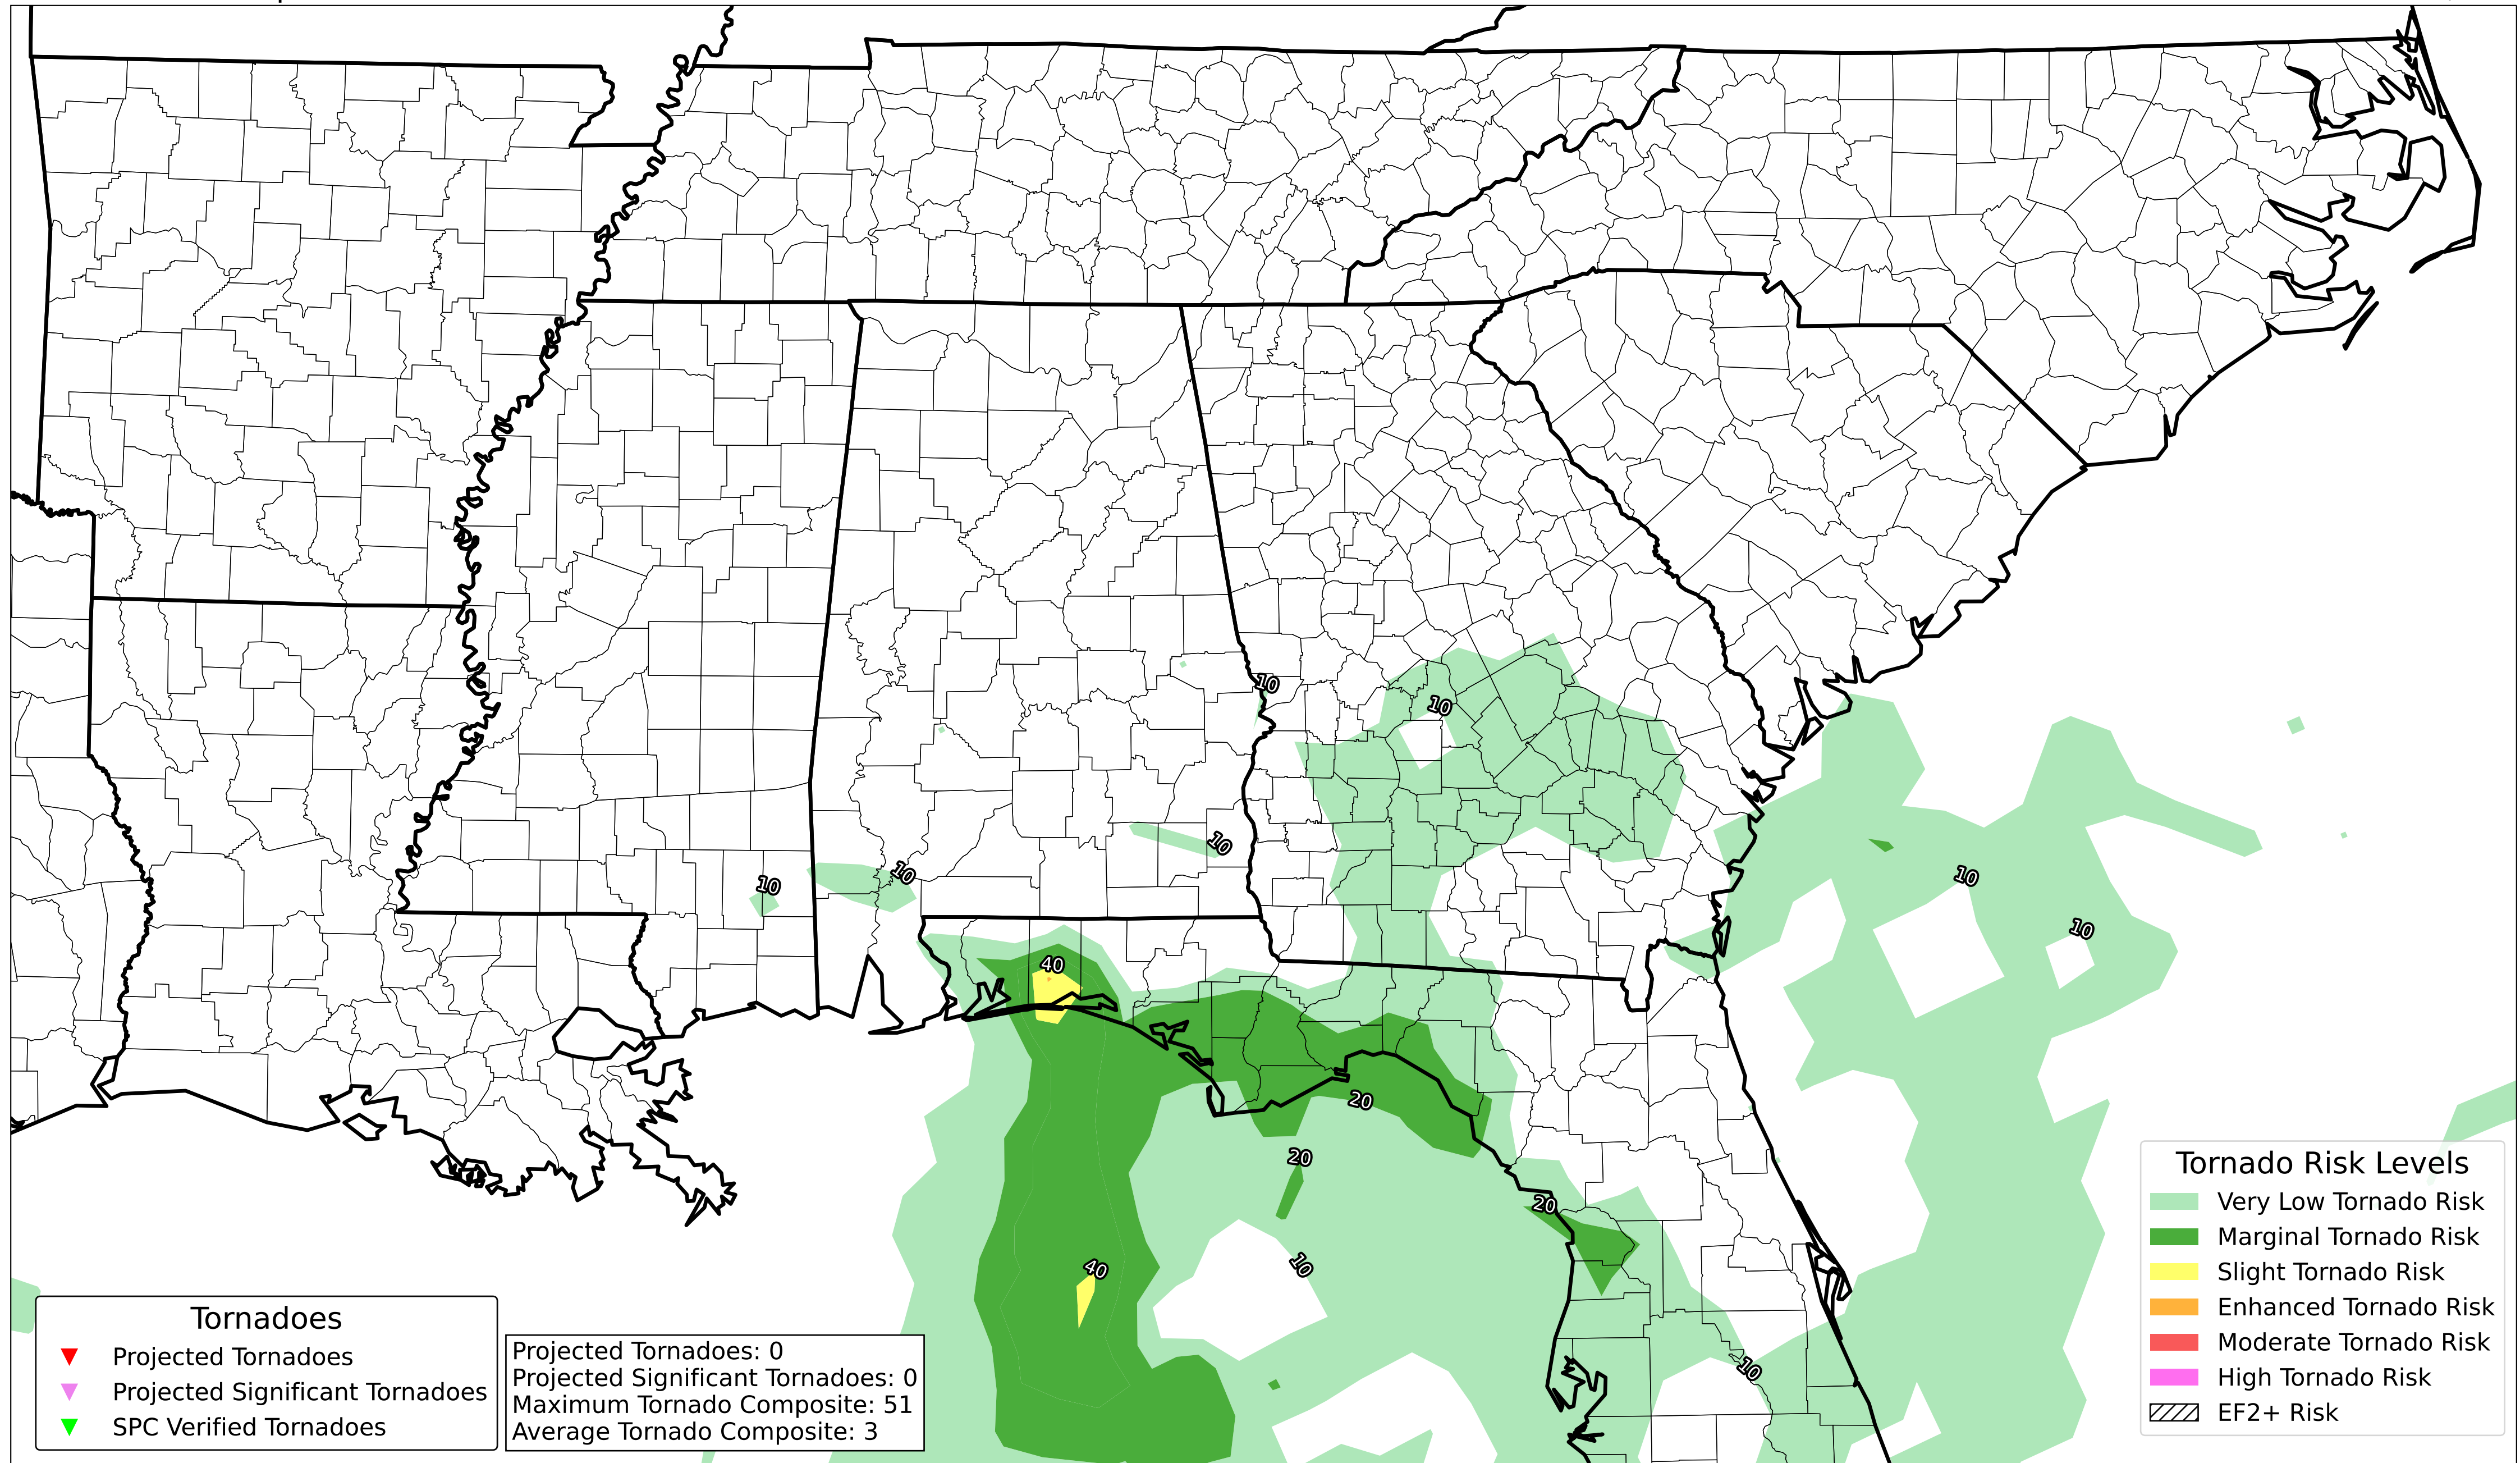 10
10
10
10
10
10
10
10
40
20
20
20
40
10
10
Tornado Risk Levels
Very Low Tornado Risk
Marginal Tornado Risk
Slight Tornado Risk
Enhanced Tornado Risk
Moderate Tornado Risk
High Tornado Risk
EF2+ Risk
Tornadoes
Projected Tornadoes
Projected Significant Tornadoes
SPC Verified Tornadoes
Projected Tornadoes: 0
Projected Significant Tornadoes: 0
Maximum Tornado Composite: 51
Average Tornado Composite: 3